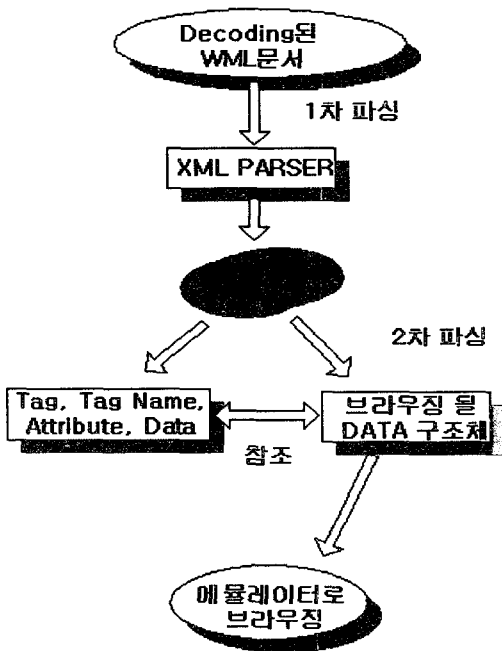 Decoding된
WML문서
1차 파싱
XML PARSER
2차 파싱
Tag, Tag Name,
Attribute, Data
브라우징 될
DATA 구조체
참조
에뮬레이터로
브라우징